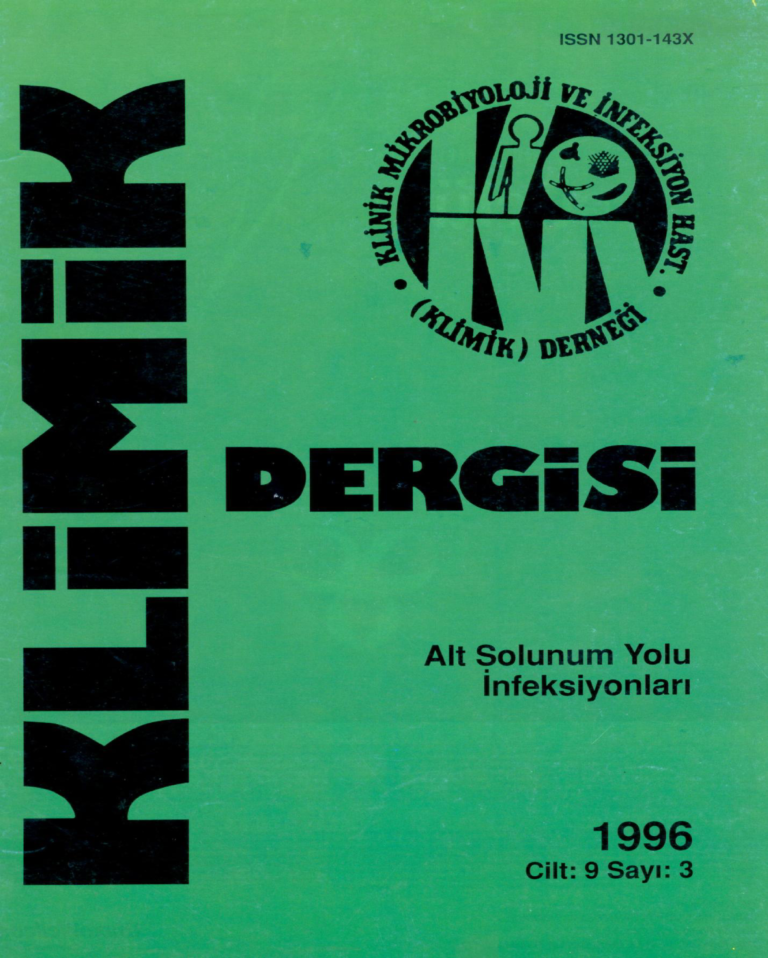 ISSN 1301-143X
KLİNİK MİKROBİYOLOJİ VE İNFEKSİYON HAST.
(KLİMİK) DERNEĞİ
KLİMİK
DERGİSİ
Alt Solunum Yolu
İnfeksiyonları
1996
Cilt: 9 Sayı: 3